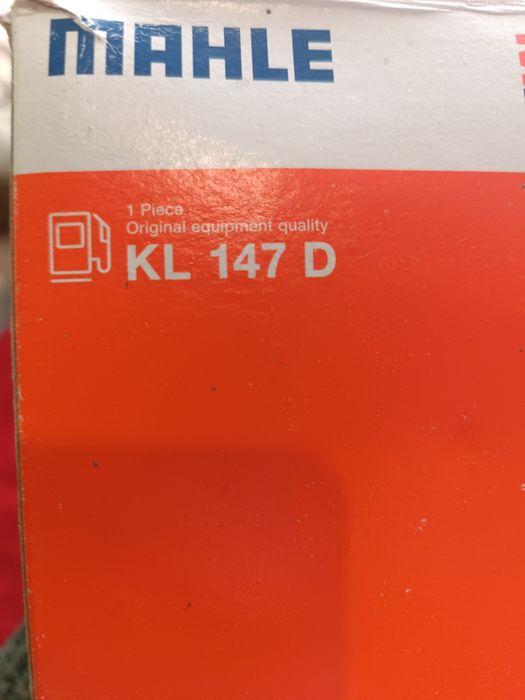 MAHLE
1 Piece
Original equipment quality
KL 147 D